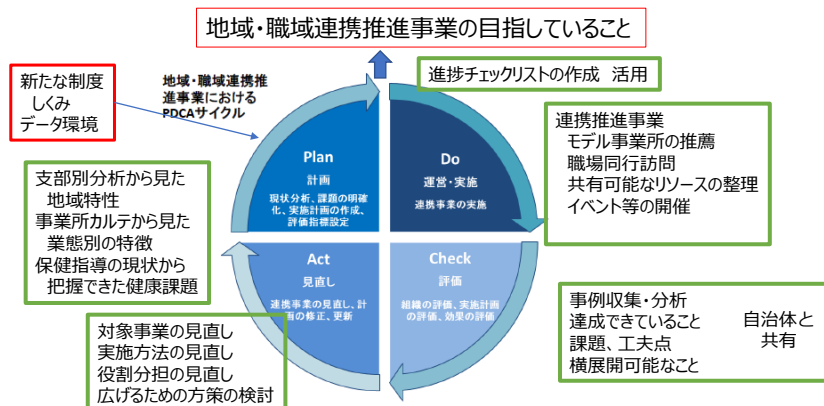 地域・職域連携推進事業の目指していること
新たな制度
しくみ
データ環境
地域・職域連携推
進事業における
PDCAサイクル
進捗チェックリストの作成 活用
連携推進事業
モデル事業所の推薦
職場同行訪問
共有可能なリソースの整理
イベント等の開催
Plan
計画
現状分析、課題の明確
化、実施計画の作成、
評価指標設定
Do
運営・実施
連携事業の実施
支部別分析から見た
地域特性
事業所カルテから見た
業態別の特徴
保健指導の現状から
把握できた健康課題
Act
見直し
連携事業の見直し、計
画の修正、更新
Check
評価
組織の評価、実施計画
の評価、効果の評価
事例収集・分析
達成できていること
課題、工夫点
横展開可能なこと
自治体と
共有
対象事業の見直し
実施方法の見直し
役割分担の見直し
広げるための方策の検討